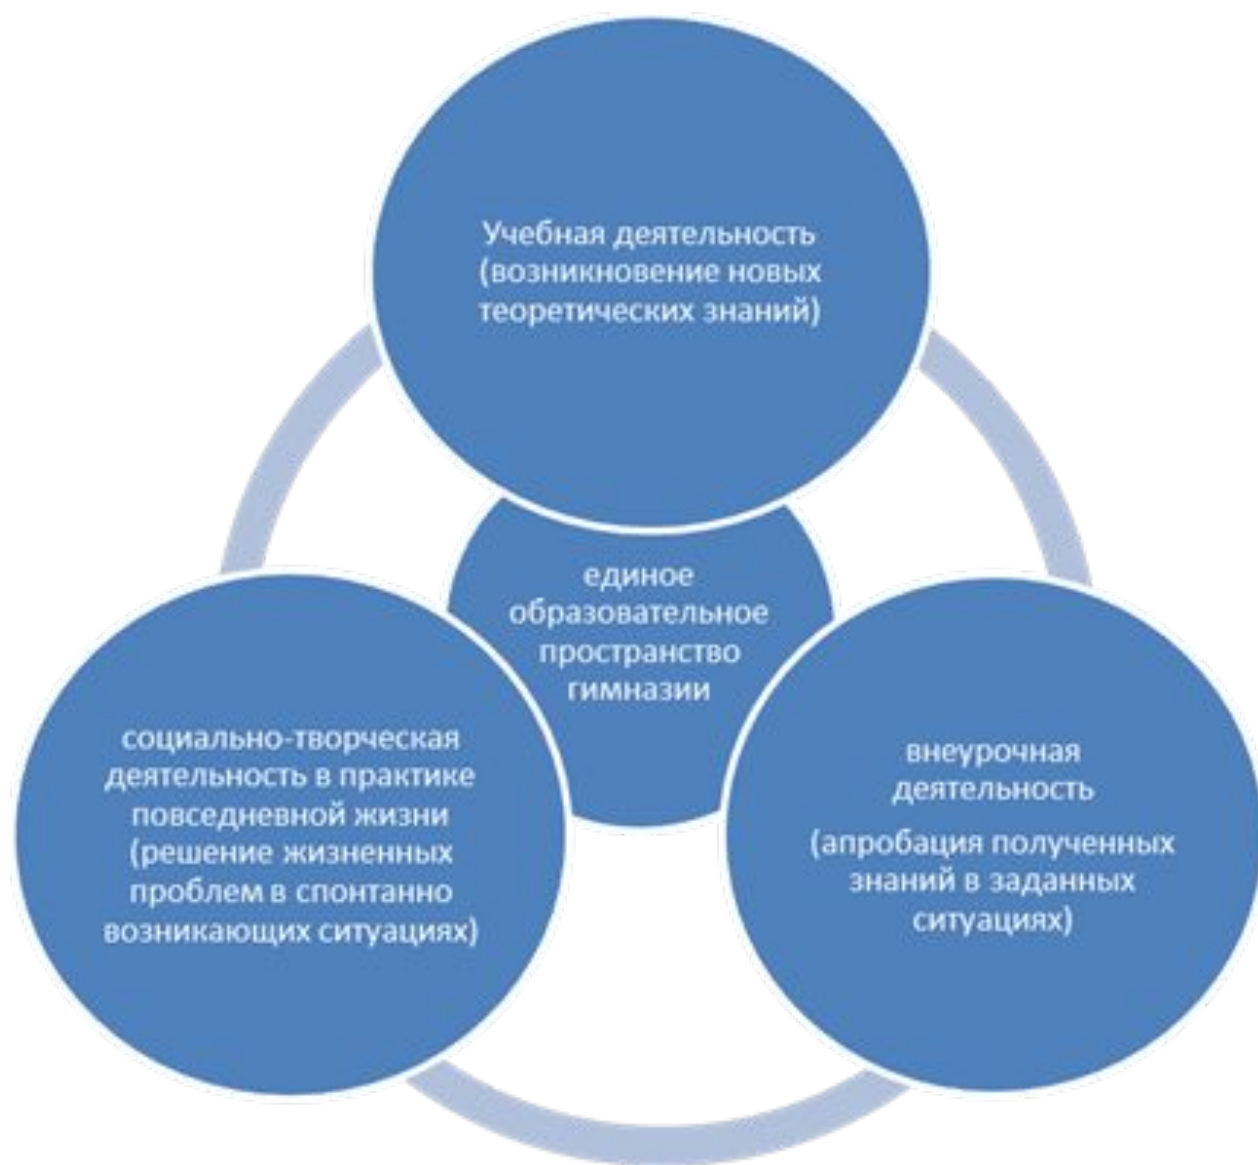 Учебная деятельность
(возникновение новых
теоретических знаний)
единое
образовательное
пространство
гимназии
социально-творческая
деятельность в практике
повседневной жизни
(решение жизненных
проблем в спонтанно
возникающих ситуациях)
внеурочная
деятельность
(апробация полученных
знаний в заданных
ситуациях)